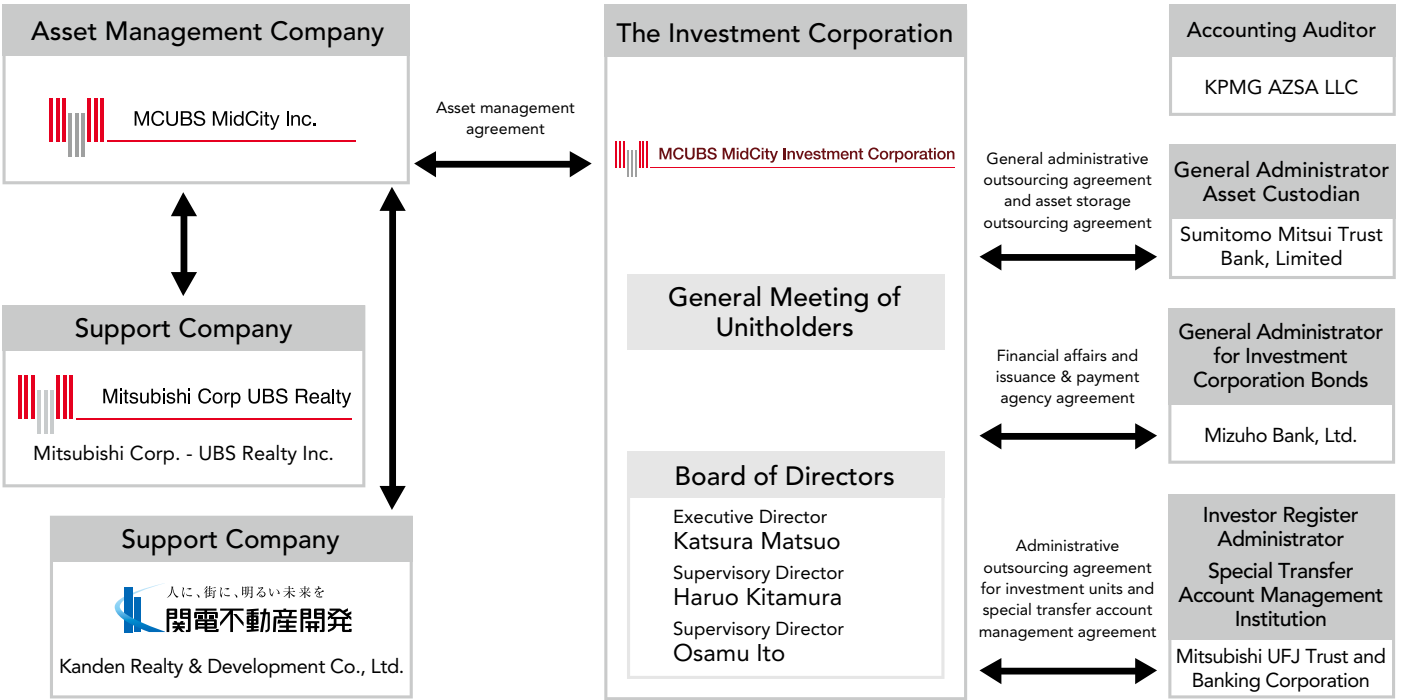 Asset Management Company
MCUBS MidCity Inc.
Support Company
Mitsubishi Corp UBS Realty
Mitsubishi Corp. - UBS Realty Inc.
Support Company
人に、街に、明るい未来を
関電不動産開発
Kanden Realty & Development Co., Ltd.
Asset management
agreement
The Investment Corporation
MCUBS MidCity Investment Corporation
General Meeting of
Unitholders
Board of Directors
Executive Director
Katsura Matsuo
Supervisory Director
Haruo Kitamura
Supervisory Director
Osamu Ito
General administrative
outsourcing agreement
and asset storage
outsourcing agreement
Financial affairs and
issuance & payment
agency agreement
Administrative
outsourcing agreement
for investment units and
special transfer account
management agreement
Accounting Auditor
KPMG AZSA LLC
General Administrator
Asset Custodian
Sumitomo Mitsui Trust
Bank, Limited
General Administrator
for Investment
Corporation Bonds
Mizuho Bank, Ltd.
Investor Register
Administrator
Special Transfer
Account Management
Institution
Mitsubishi UFJ Trust and
Banking Corporation